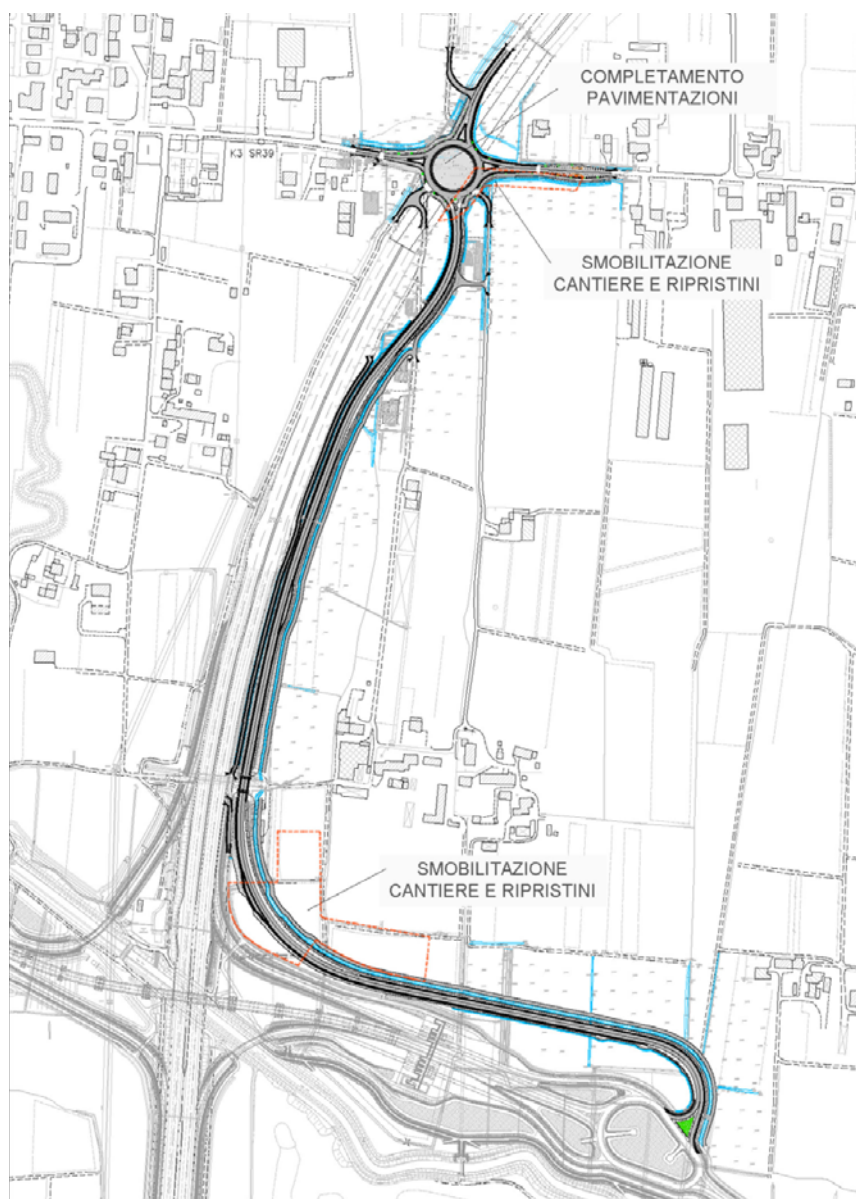 COMPLETAMENTO
PAVIMENTAZIONI
K3 SR39
SMOBILITAZIONE
CANTIERE E RIPRISTINI
SMOBILITAZIONE
CANTIERE E RIPRISTINI